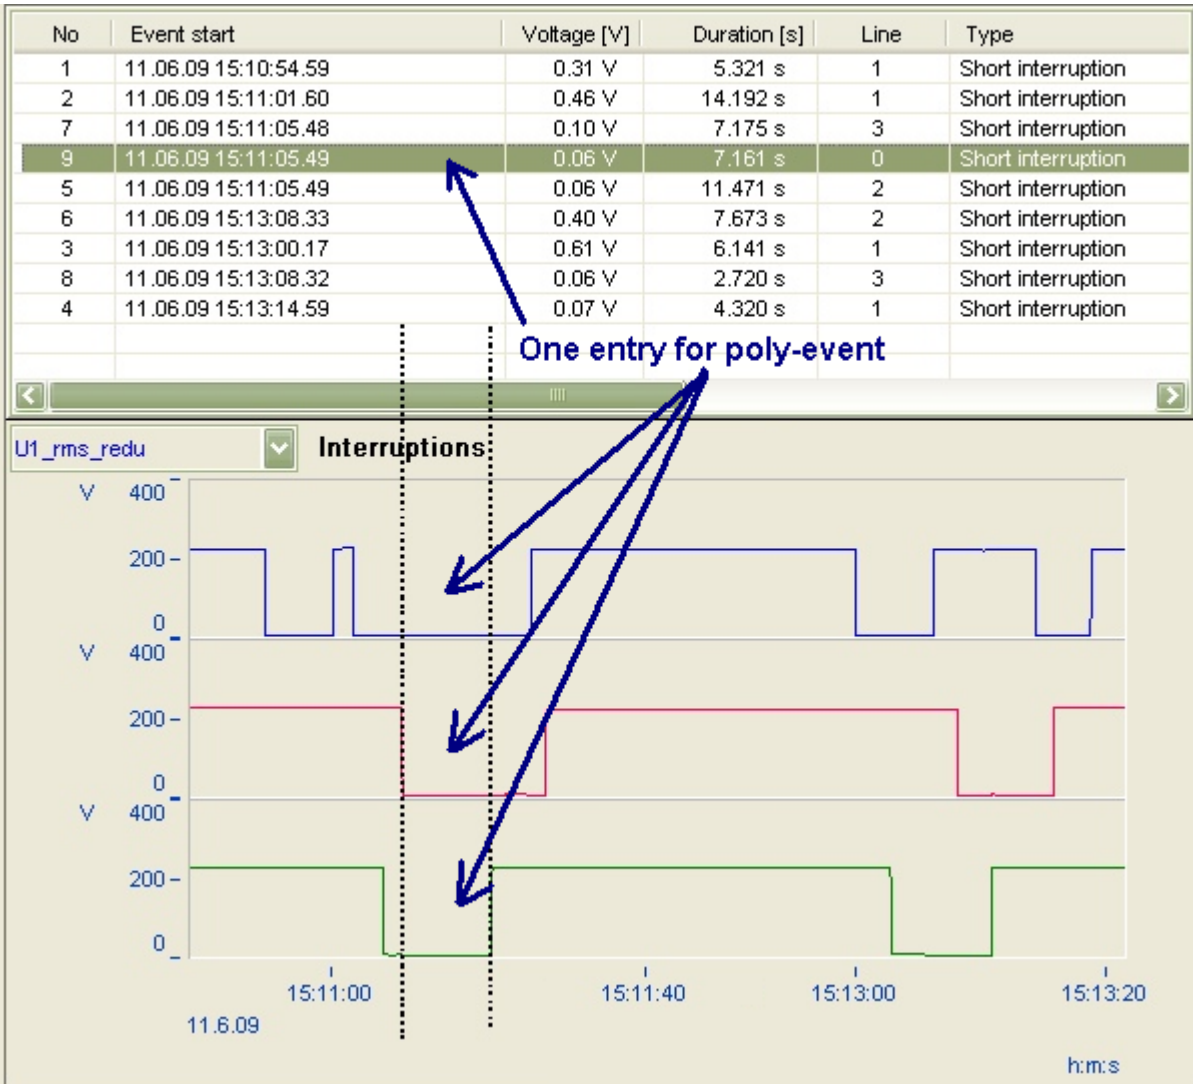 No Event start Voltage [V] Duration [s] Line Type
1 11.06.09 15:10:54.59 0.31 V 5.321 s 1 Short interruption
2 11.06.09 15:11:01.60 0.46 V 14.192 s 1 Short interruption
7 11.06.09 15:11:05.48 0.10 V 7.175 s 3 Short interruption
9 11.06.09 15:11:05.49 0.06 V 7.161 s 0 Short interruption
5 11.06.09 15:11:05.49 0.06 V 11.471 s 2 Short interruption
6 11.06.09 15:13:08.33 0.40 V 7.673 s 2 Short interruption
3 11.06.09 15:13:00.17 0.61 V 6.141 s 1 Short interruption
8 11.06.09 15:13:08.32 0.06 V 2.720 s 3 Short interruption
4 11.06.09 15:13:14.59 0.07 V 4.320 s 1 Short interruption
One entry for poly-event
U1_rms_redu Interruptions
V 400
200
0
V 400
200
0
V 400
200
0
15:11:00 15:11:40 15:13:00 15:13:20
11.6.09
h:m:s